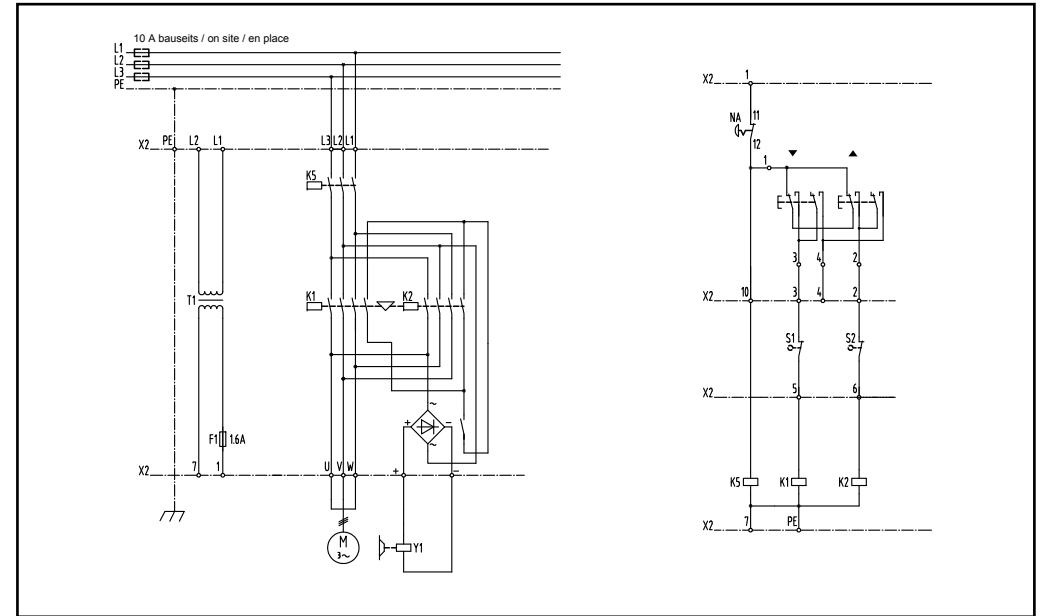 10 A bauseits / on site / en place
L1
L2
L3
PE
X2 PE L2 L1 L3 L2 L1
K5
K1 K2
T1
~
+ -
~
F1 1.6A
X2 7 1 U V W + -
M
3~
Y1
X2 1
NA 11
12
1 ▼ ▲
3 4 2
X2 10 3 4 2
S1 S2
X2 5 6
K5 K1 K2
X2 7 PE